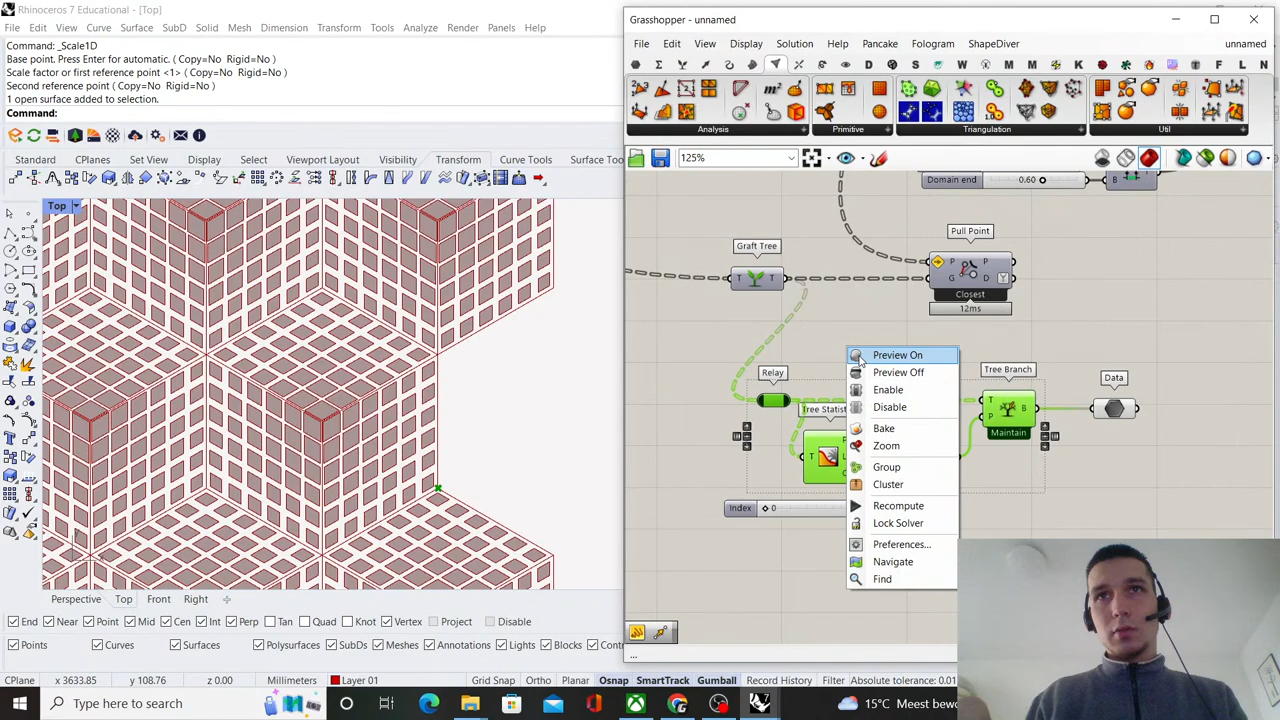 Rhinoceros 7 Educational - [Top]
File Edit View Curve Surface SubD Solid Mesh Dimension Transform Tools Analyze Render Panels Help
Command: _Scale1D
Base point. Press Enter for automatic. ( Copy=No Rigid=No )
Scale factor or first reference point <1> ( Copy=No Rigid=No )
Second reference point ( Copy=No Rigid=No )
1 open surface added to selection.
Command:
Standard CPlanes Set View Display Select Viewport Layout Visibility Transform Curve Tools Surface Too
Top
Perspective Top Front Right
End Near Point Mid Cen Int Perp Tan Quad Knot Vertex Project Disable
Points Curves Surfaces Polysurfaces SubDs Meshes Annotations Lights Blocks Contr
CPlane x 3633.85 y 108.76 z 0.00 Millimeters Layer 01 Grid Snap Ortho Planar Osnap SmartTrack Gumball Record History Filter Absolute tolerance: 0.01
Grasshopper - unnamed
File Edit View Display Solution Help Pancake Fologram ShapeDiver unnamed
Analysis Primitive Triangulation Util
125%
Domain end 0.60 B
Pull Point
Graft Tree
P P
T T
G D
Closest
12ms
Relay
Tree Statist
T
Index 0
Preview On
Preview Off
Enable
Disable
Bake
Zoom
Group
Cluster
Recompute
Lock Solver
Preferences...
Navigate
Find
Tree Branch
T
P
B
Maintain
Data
...
Type here to search
15°C Meest bewo